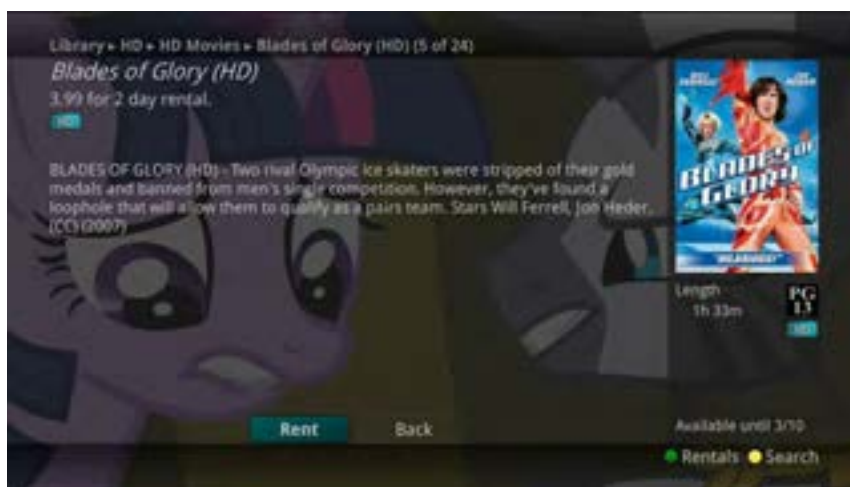 Library ▸ HD ▸ HD Movies ▸ Blades of Glory (HD) (5 of 24)
Blades of Glory (HD)
3.99 for 2 day rental.
HD
BLADES OF GLORY (HD) - Two rival Olympic ice skaters were stripped of their gold
medals and banned from men's single competition. However, they've found a
loophole that will allow them to qualify as a pairs team. Stars Will Ferrell, Jon Heder.
(CC) (2007)
BLADES OF
GLORY
Length
1h 33m
PG
13
HD
Rent
Back
Available until 3/10
Rentals
Search